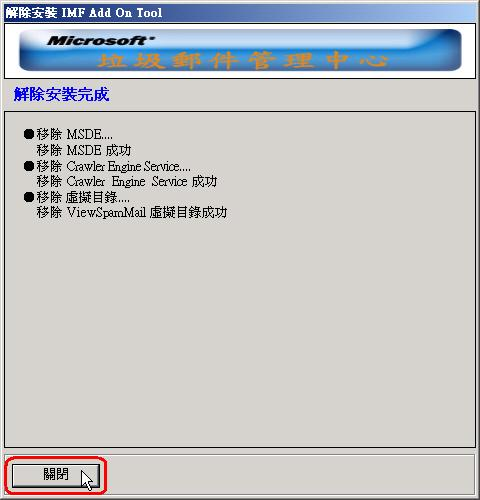 解除安裝 IMF Add On Tool
Microsoft®
垃圾郵件管理中心
解除安裝完成
●移除 MSDE....
移除 MSDE 成功
●移除 Crawler Engine Service....
移除 Crawler Engine Service 成功
●移除 虛擬目錄....
移除 ViewSpamMail 虛擬目錄成功
關閉